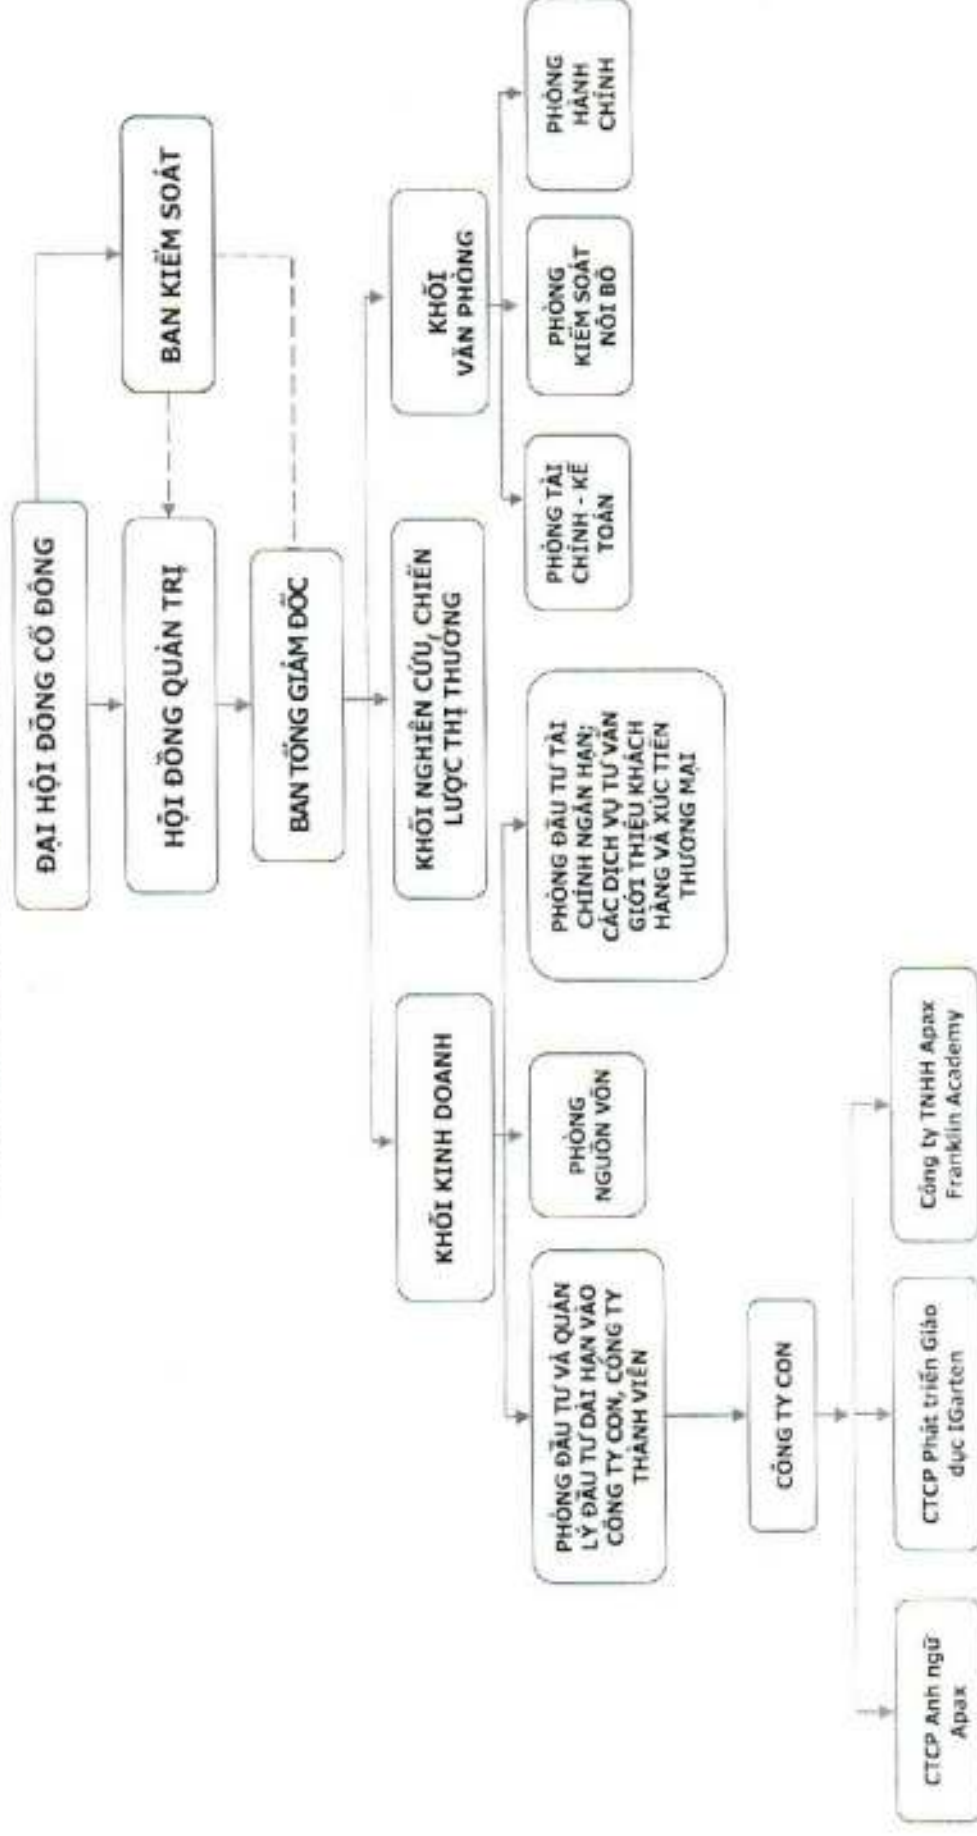 ĐẠI HỘI ĐỒNG CỔ ĐÔNG
BAN KIỂM SOÁT
HỘI ĐỒNG QUẢN TRỊ
BAN TỔNG GIÁM ĐỐC
KHỐI KINH DOANH
KHỐI NGHIÊN CỨU, CHIẾN
LƯỢC THỊ THƯỜNG
KHỐI
VĂN PHÒNG
PHÒNG ĐẦU TƯ VÀ QUẢN
LÝ ĐẦU TƯ DÀI HẠN VÀO
CÔNG TY CON, CÔNG TY
THÀNH VIÊN
PHÒNG
NGUỒN VỐN
PHÒNG ĐẦU TƯ TÀI
CHÍNH NGẮN HẠN;
CÁC DỊCH VỤ TƯ VẤN
GIỚI THIỆU KHÁCH
HÀNG VÀ XÚC TIẾN
THƯƠNG MẠI
PHÒNG TÀI
CHÍNH - KẾ
TOÁN
PHÒNG
KIỂM SOÁT
NỘI BỘ
PHÒNG
HÀNH
CHÍNH
CÔNG TY CON
CTCP Anh ngữ
Apax
CTCP Phát triển Giáo
dục IGarten
Công ty TNHH Apax
Franklin Academy